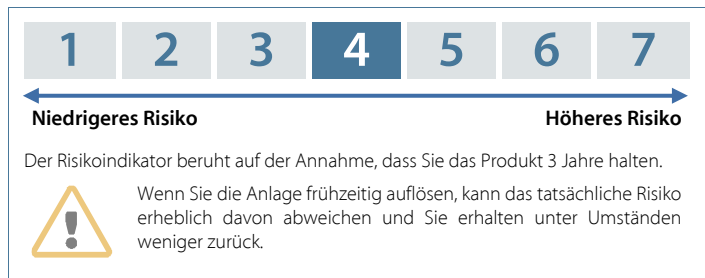 1 2 3 4 5 6 7
Niedrigeres Risiko Höheres Risiko
Der Risikoindikator beruht auf der Annahme, dass Sie das Produkt 3 Jahre halten.
Wenn Sie die Anlage frühzeitig auflösen, kann das tatsächliche Risiko
erheblich davon abweichen und Sie erhalten unter Umständen
weniger zurück.